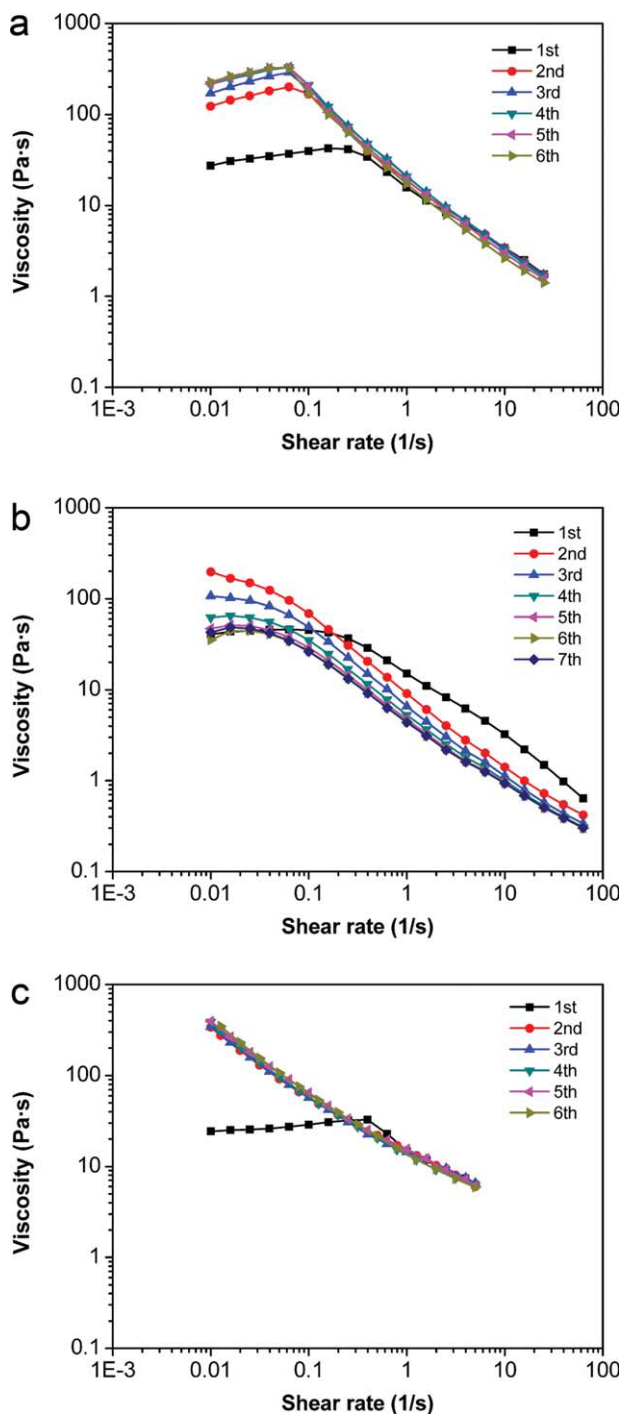 a
1000
100
10
1
0.1
Viscosity (Pa·s)
1st
2nd
3rd
4th
5th
6th
1E-3 0.01 0.1 1 10 100
Shear rate (1/s)
b
1000
100
10
1
0.1
Viscosity (Pa·s)
1st
2nd
3rd
4th
5th
6th
7th
1E-3 0.01 0.1 1 10 100
Shear rate (1/s)
c
1000
100
10
1
0.1
Viscosity (Pa·s)
1st
2nd
3rd
4th
5th
6th
1E-3 0.01 0.1 1 10 100
Shear rate (1/s)